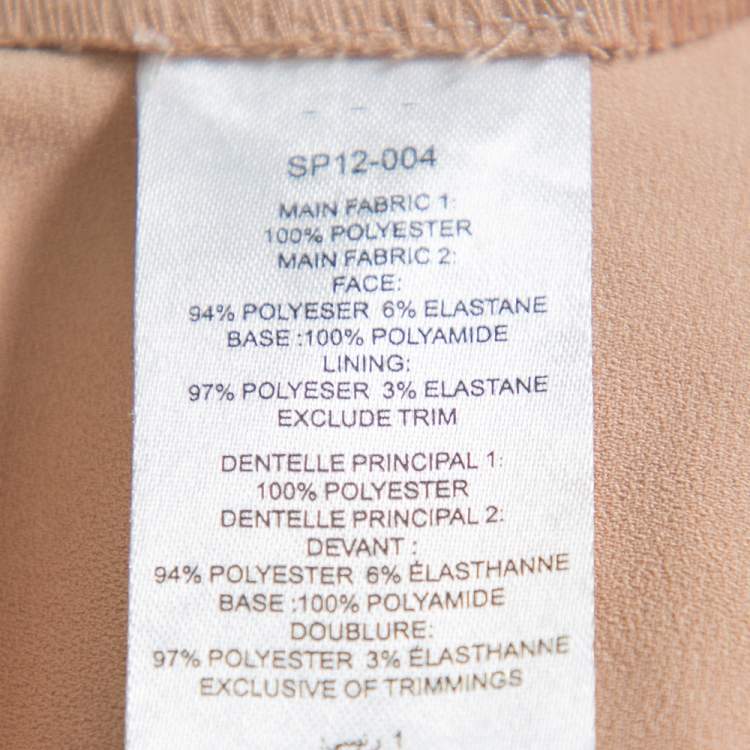 SP12-004
MAIN FABRIC 1:
100% POLYESTER
MAIN FABRIC 2:
FACE:
94% POLYESER 6% ELASTANE
BASE :100% POLYAMIDE
LINING:
97% POLYESER 3% ELASTANE
EXCLUDE TRIM
DENTELLE PRINCIPAL 1:
100% POLYESTER
DENTELLE PRINCIPAL 2:
DEVANT :
94% POLYESTER 6% ÉLASTHANNE
BASE :100% POLYAMIDE
DOUBLURE:
97% POLYESTER 3% ÉLASTHANNE
EXCLUSIVE OF TRIMMINGS